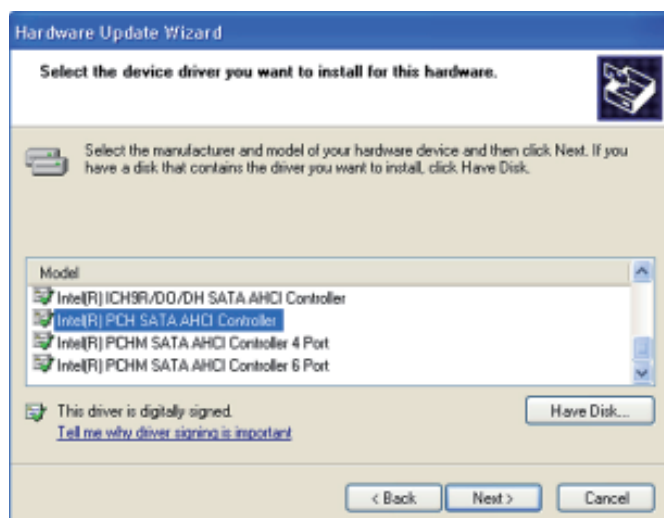 Hardware Update Wizard
Select the device driver you want to install for this hardware.
Select the manufacturer and model of your hardware device and then click Next. If you
have a disk that contains the driver you want to install, click Have Disk.
Model
Intel(R) ICH9R/DO/DH SATA AHCI Controller
Intel(R) PCH SATA AHCI Controller
Intel(R) PCHM SATA AHCI Controller 4 Port
Intel(R) PCHM SATA AHCI Controller 6 Port
This driver is digitally signed.
Have Disk...
Tell me why driver signing is important
< Back
Next >
Cancel